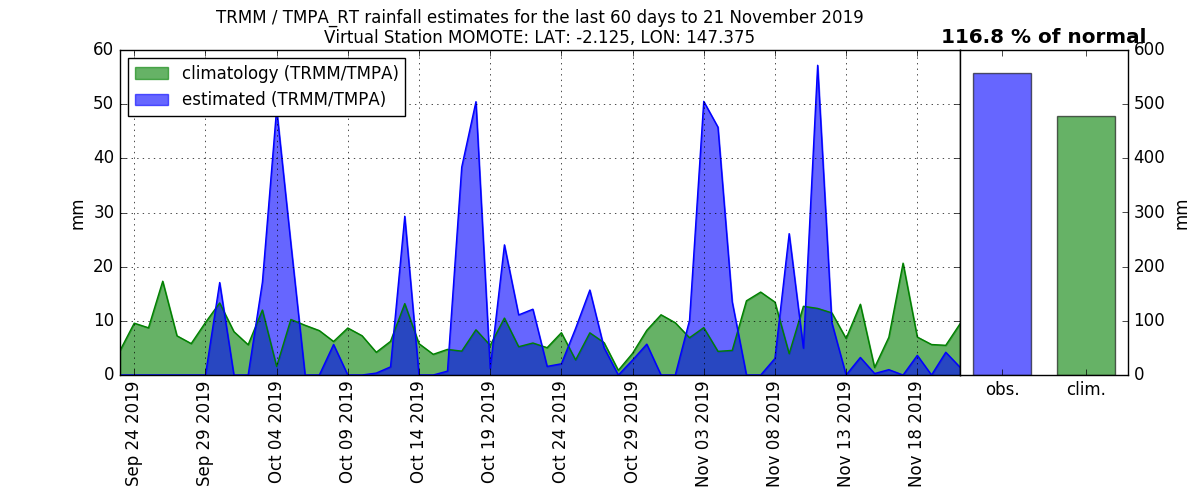 TRMM / TMPA_RT rainfall estimates for the last 60 days to 21 November 2019
Virtual Station MOMOTE: LAT: -2.125, LON: 147.375
116.8 % of normal
climatology (TRMM/TMPA)
estimated (TRMM/TMPA)
mm
60
50
40
30
20
10
0
Sep 24 2019
Sep 29 2019
Oct 04 2019
Oct 09 2019
Oct 14 2019
Oct 19 2019
Oct 24 2019
Oct 29 2019
Nov 03 2019
Nov 08 2019
Nov 13 2019
Nov 18 2019
obs.
clim.
600
500
400
300
200
100
0
mm